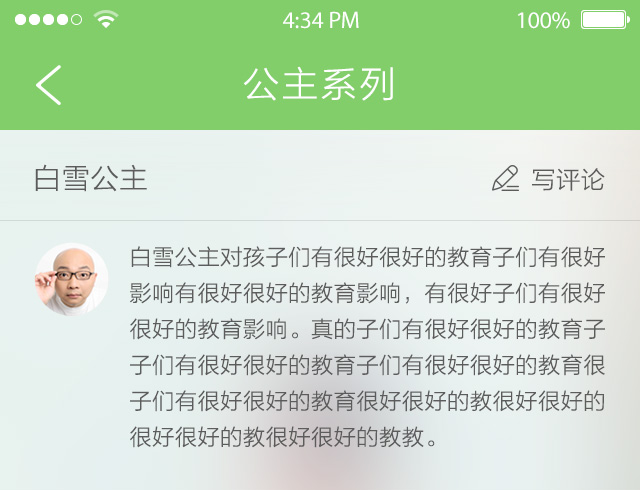 4:34 PM 100%
公主系列
白雪公主 写评论
白雪公主对孩子们有很好很好的教育子们有很好
影响有很好很好的教育影响，有很好子们有很好
很好的教育影响。真的子们有很好很好的教育子
子们有很好很好的教育子们有很好很好的教育很
子们有很好很好的教育很好很好的教很好很好的
很好很好的教很好很好的教教。